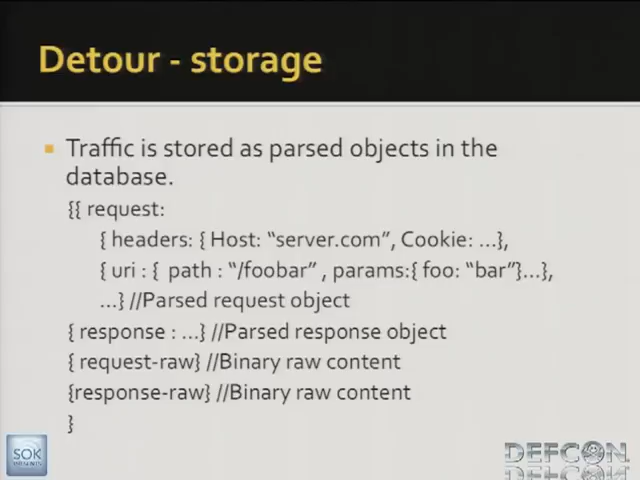 Detour - storage
Traffic is stored as parsed objects in the
database.
{{ request:
{ headers: { Host: “server.com”, Cookie: ...},
{ uri : { path : “/foobar” , params:{ foo: “bar”}...},
...} //Parsed request object
{ response : ...} //Parsed response object
{ request-raw} //Binary raw content
{response-raw} //Binary raw content
}
SOK
DEFCON